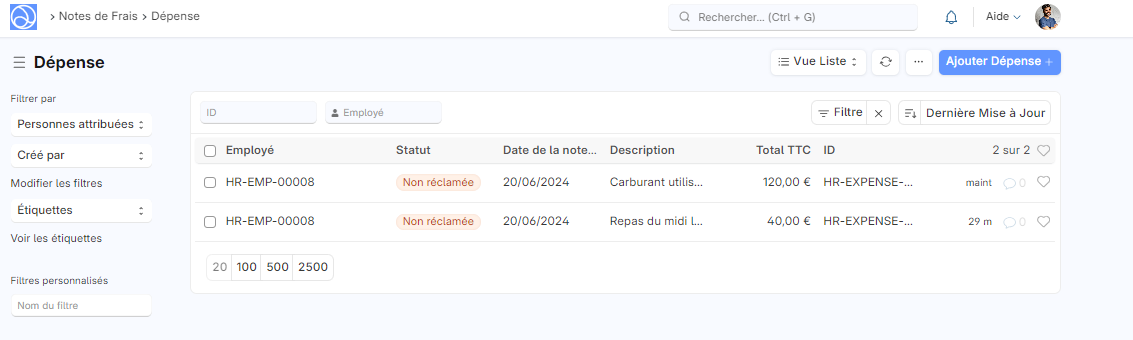 Notes de Frais > Dépense
Rechercher... (Ctrl + G)
Aide
Dépense
Vue Liste
...
Ajouter Dépense +
Filtrer par
Personnes attribuées
Créé par
Modifier les filtres
Étiquettes
Voir les étiquettes
Filtres personnalisés
Nom du filtre
ID
Employé
Filtre
Dernière Mise à Jour
Employé Statut Date de la note... Description Total TTC ID 2 sur 2
HR-EMP-00008 Non réclamée 20/06/2024 Carburant utilis... 120,00 € HR-EXPENSE-... maint 0
HR-EMP-00008 Non réclamée 20/06/2024 Repas du midi l... 40,00 € HR-EXPENSE-... 29 m 0
20 100 500 2500